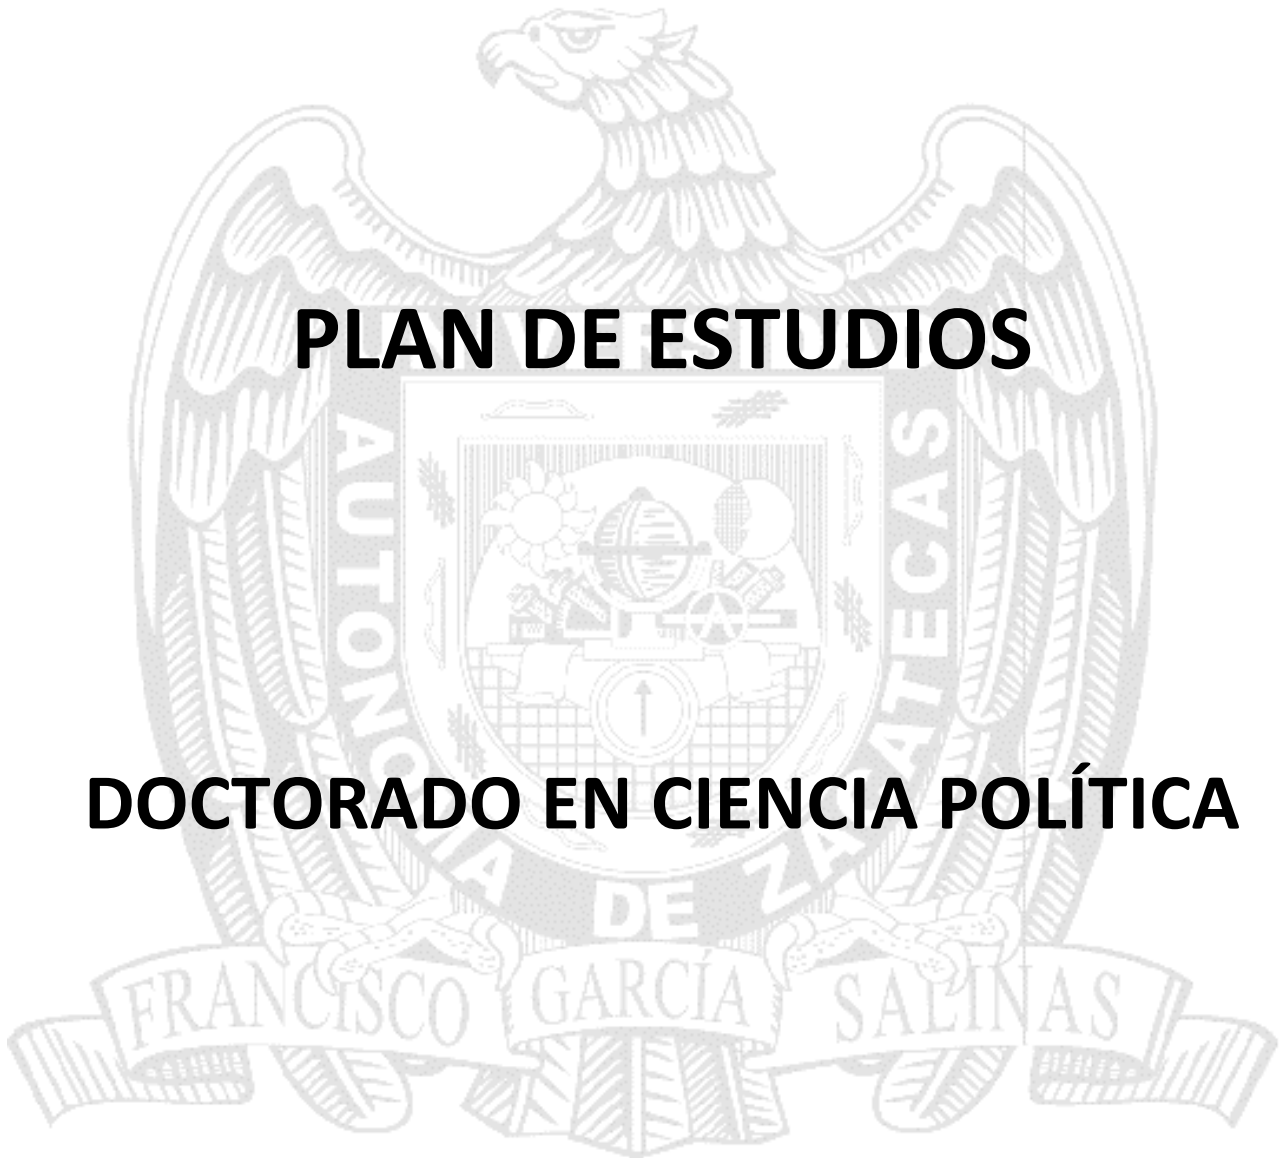 PLAN DE ESTUDIOS
AUTONOMA DE ZACATECAS
DOCTORADO EN CIENCIA POLÍTICA
FRANCISCO GARCÍA SALINAS